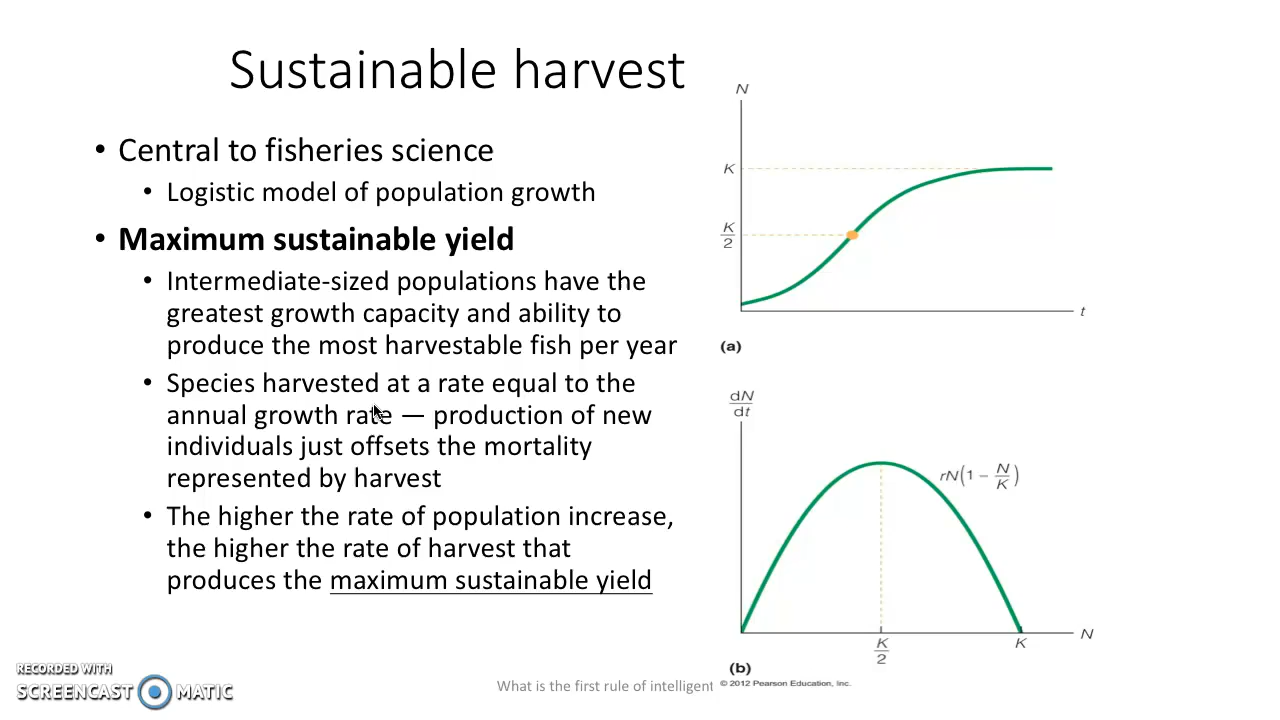 Sustainable harvest
• Central to fisheries science
• Logistic model of population growth
• Maximum sustainable yield
• Intermediate-sized populations have the
greatest growth capacity and ability to
produce the most harvestable fish per year
• Species harvested at a rate equal to the
annual growth rate — production of new
individuals just offsets the mortality
represented by harvest
• The higher the rate of population increase,
the higher the rate of harvest that
produces the maximum sustainable yield
N
K
K/2
t
(a)
dN/dt
rN(1 – N/K)
K/2
K
N
(b)
© 2012 Pearson Education, Inc.
What is the first rule of intelligent
RECORDED WITH
SCREENCAST MATIC